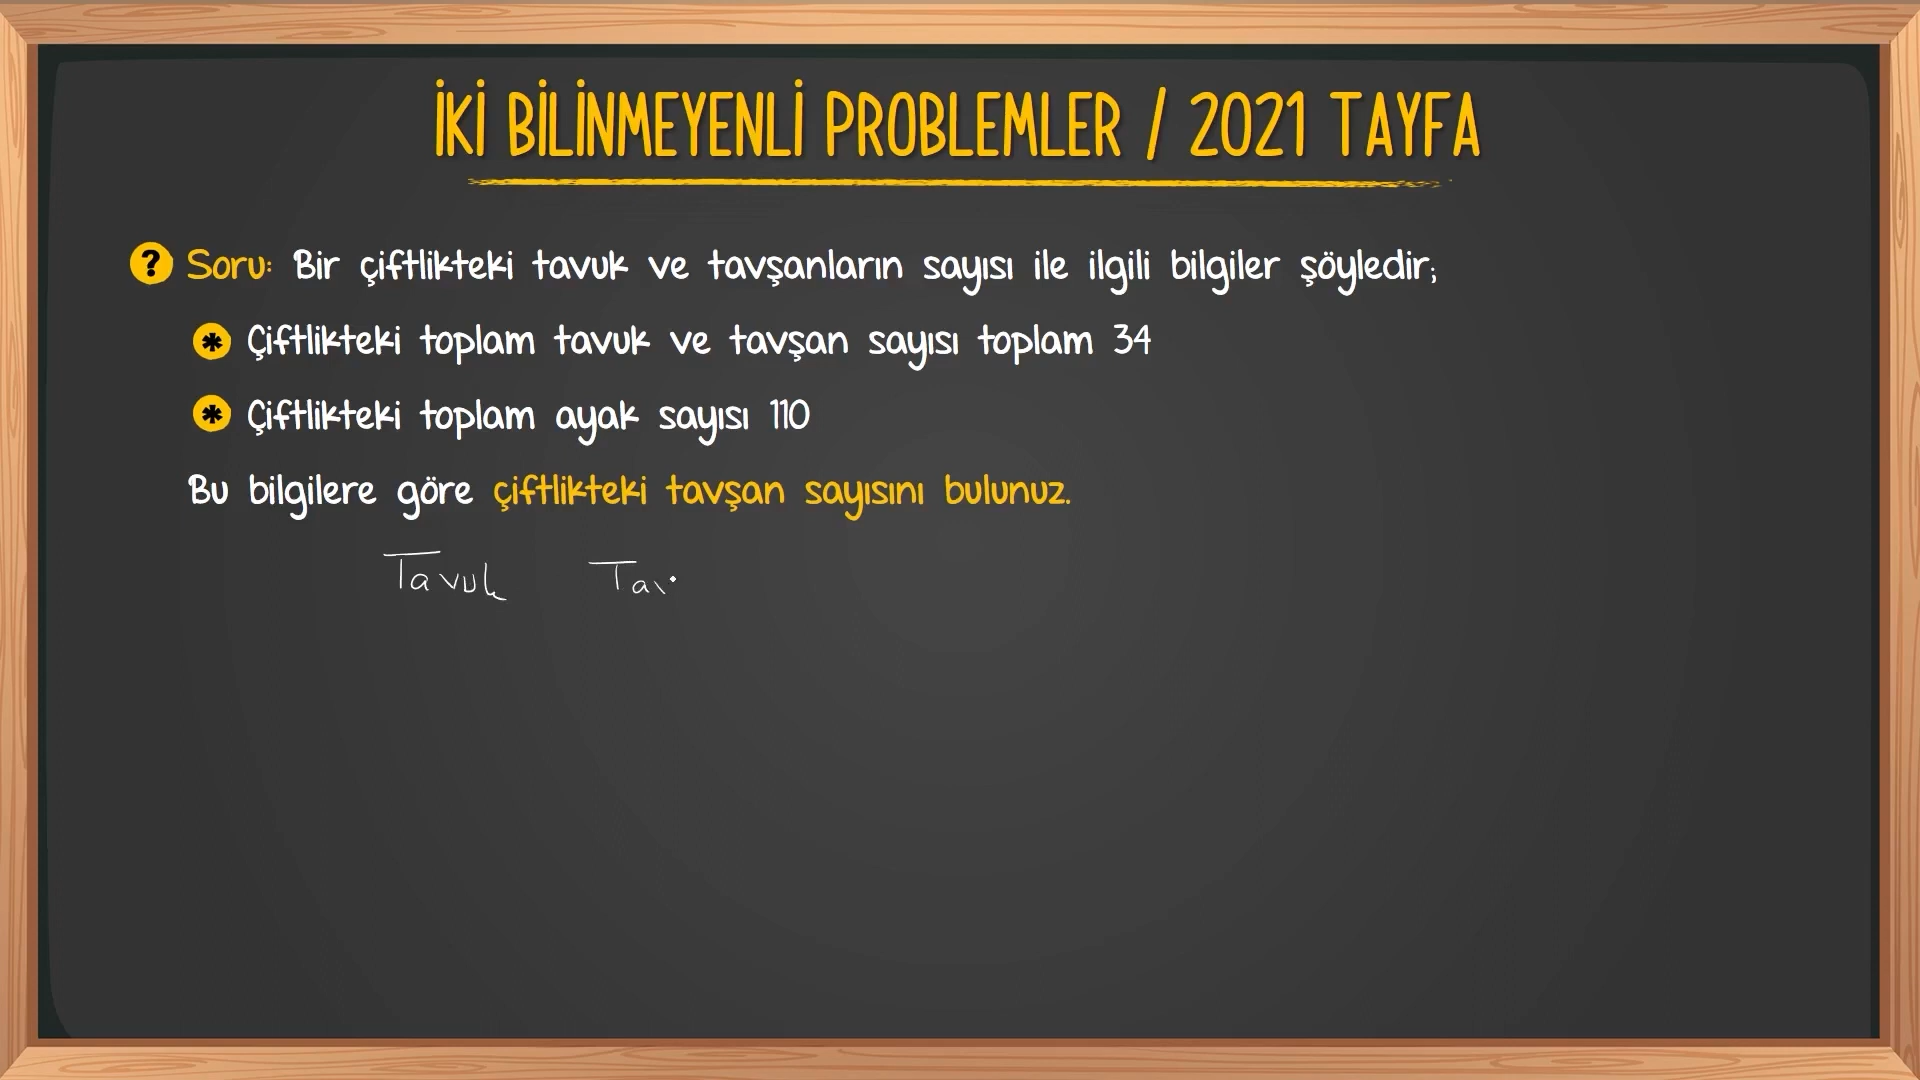 İKİ BİLİNMEYENLİ PROBLEMLER / 2021 TAYFA
? Soru: Bir çiftlikteki tavuk ve tavşanların sayısı ile ilgili bilgiler şöyledir;
* Çiftlikteki toplam tavuk ve tavşan sayısı toplam 34
* Çiftlikteki toplam ayak sayısı 110
Bu bilgilere göre çiftlikteki tavşan sayısını bulunuz.
Tavuk Tav